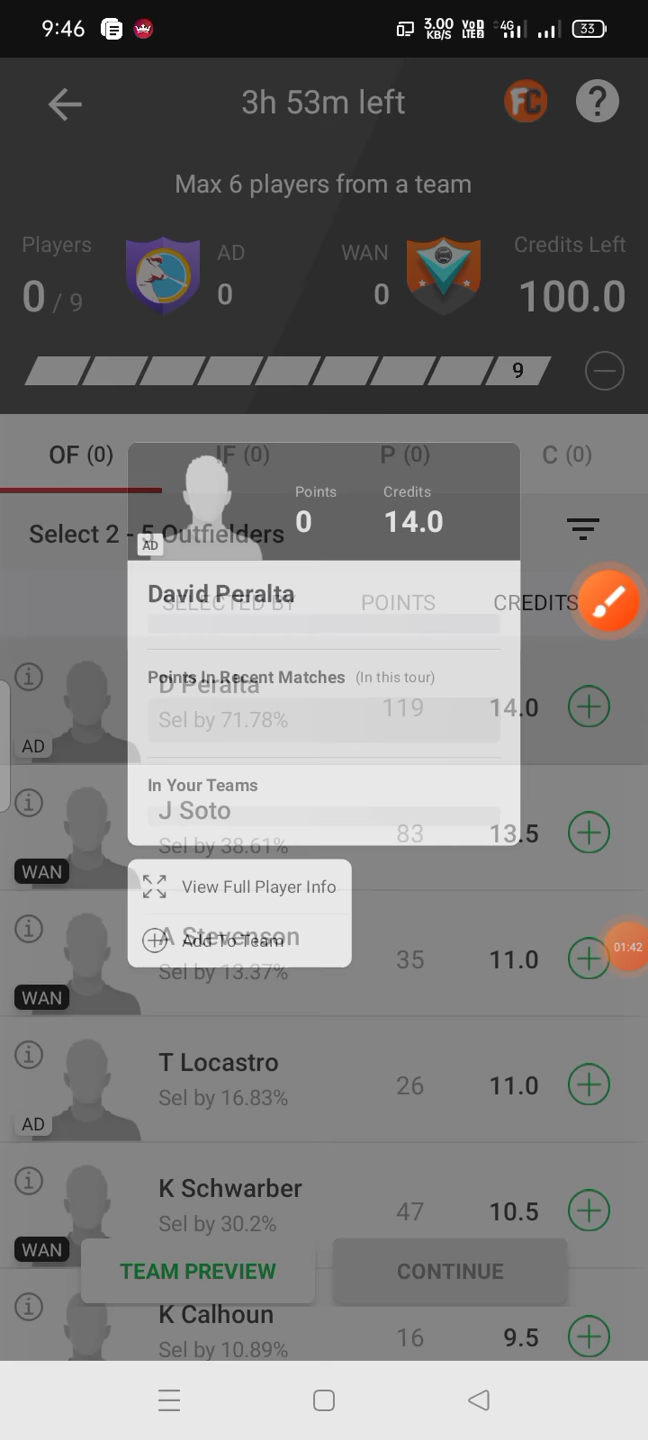 9:46
3.00
KB/S
VoD
LTE2
4G
33
3h 53m left
FC
?
Max 6 players from a team
Players
AD
WAN
Credits Left
0 / 9
0
0
100.0
9
OF (0)
IF (0)
P (0)
C (0)
Points
Credits
0
14.0
AD
Select 2 - 5 Outfielders
David Peralta
SELECTED BY
POINTS
CREDITS
Points In Recent Matches (In this tour)
D Peralta
Sel by 71.78%
119
14.0
AD
In Your Teams
J Soto
Sel by 38.61%
83
13.5
WAN
View Full Player Info
Add To Team
A Stevenson
Sel by 13.37%
35
11.0
WAN
01:42
T Locastro
Sel by 16.83%
26
11.0
AD
K Schwarber
Sel by 30.2%
47
10.5
WAN
TEAM PREVIEW
CONTINUE
K Calhoun
Sel by 10.89%
16
9.5